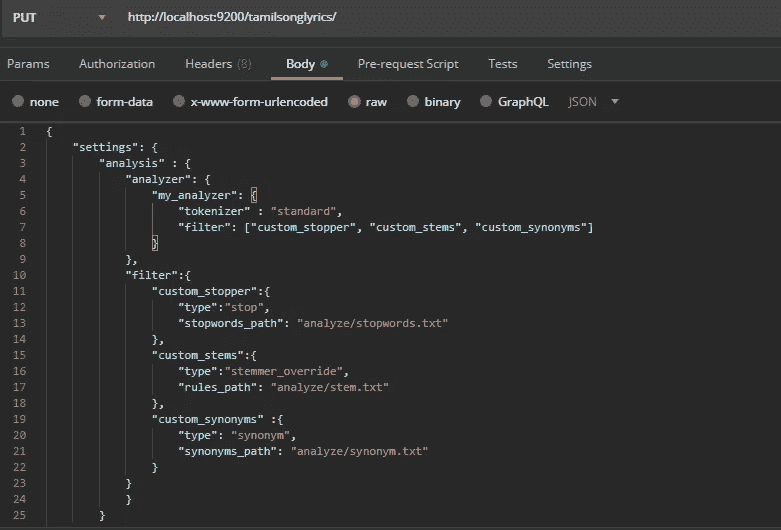 PUT http://localhost:9200/tamilsonglyrics/
Params Authorization Headers (8) Body Pre-request Script Tests Settings
none form-data x-www-form-urlencoded raw binary GraphQL JSON
1 {
2 "settings": {
3 "analysis" : {
4 "analyzer": {
5 "my_analyzer": {
6 "tokenizer" : "standard",
7 "filter": ["custom_stopper", "custom_stems", "custom_synonyms"]
8 }
9 },
10 "filter":{
11 "custom_stopper":{
12 "type":"stop",
13 "stopwords_path": "analyze/stopwords.txt"
14 },
15 "custom_stems":{
16 "type":"stemmer_override",
17 "rules_path": "analyze/stem.txt"
18 },
19 "custom_synonyms" :{
20 "type": "synonym",
21 "synonyms_path": "analyze/synonym.txt"
22 }
23 }
24 }
25 }